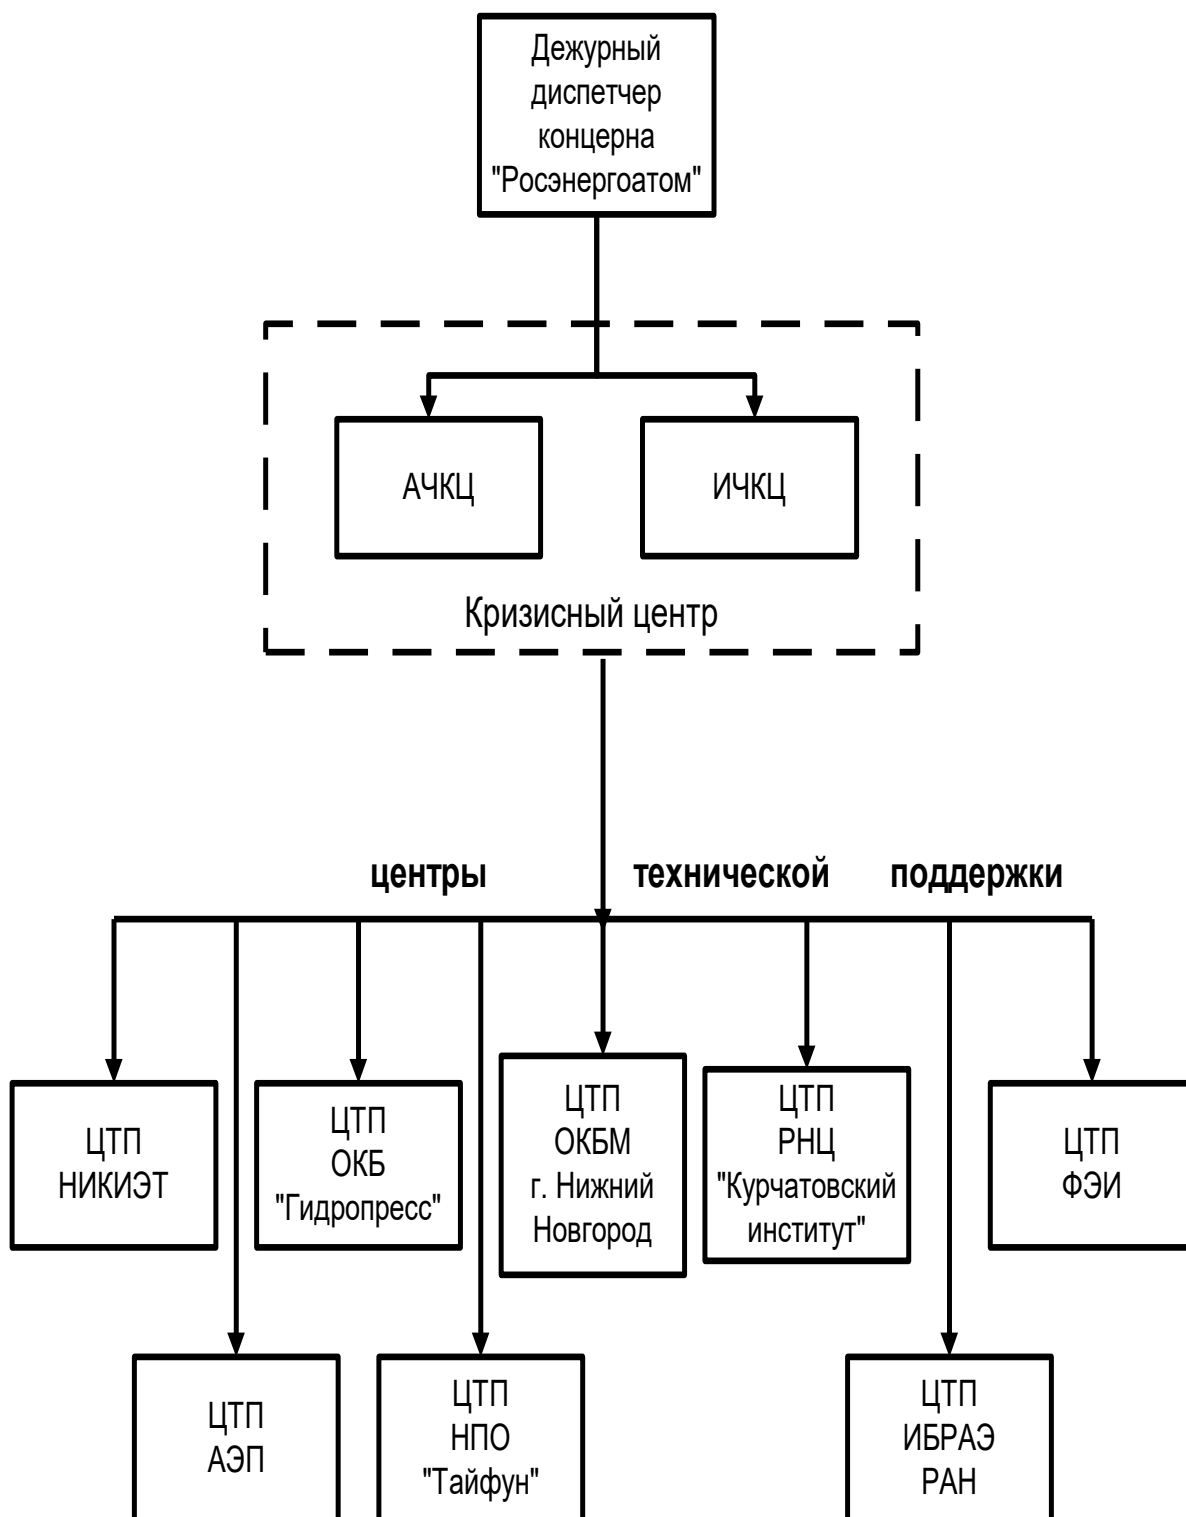 Дежурный
диспетчер
концерна
"Росэнергоатом"
АЧКЦ
ИЧКЦ
Кризисный центр
центры технической поддержки
ЦТП
НИКИЭТ
ЦТП
ОКБ
"Гидропресс"
ЦТП
ОКБМ
г. Нижний
Новгород
ЦТП
РНЦ
"Курчатовский
институт"
ЦТП
ФЭИ
ЦТП
АЭП
ЦТП
НПО
"Тайфун"
ЦТП
ИБРАЭ
РАН